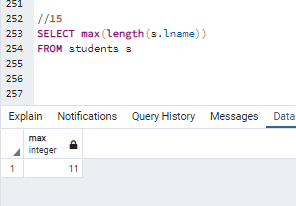 251
252 //15
253 SELECT max(length(s.lname))
254 FROM students s
255
256
257
Explain Notifications Query History Messages Data
max
integer
1 11